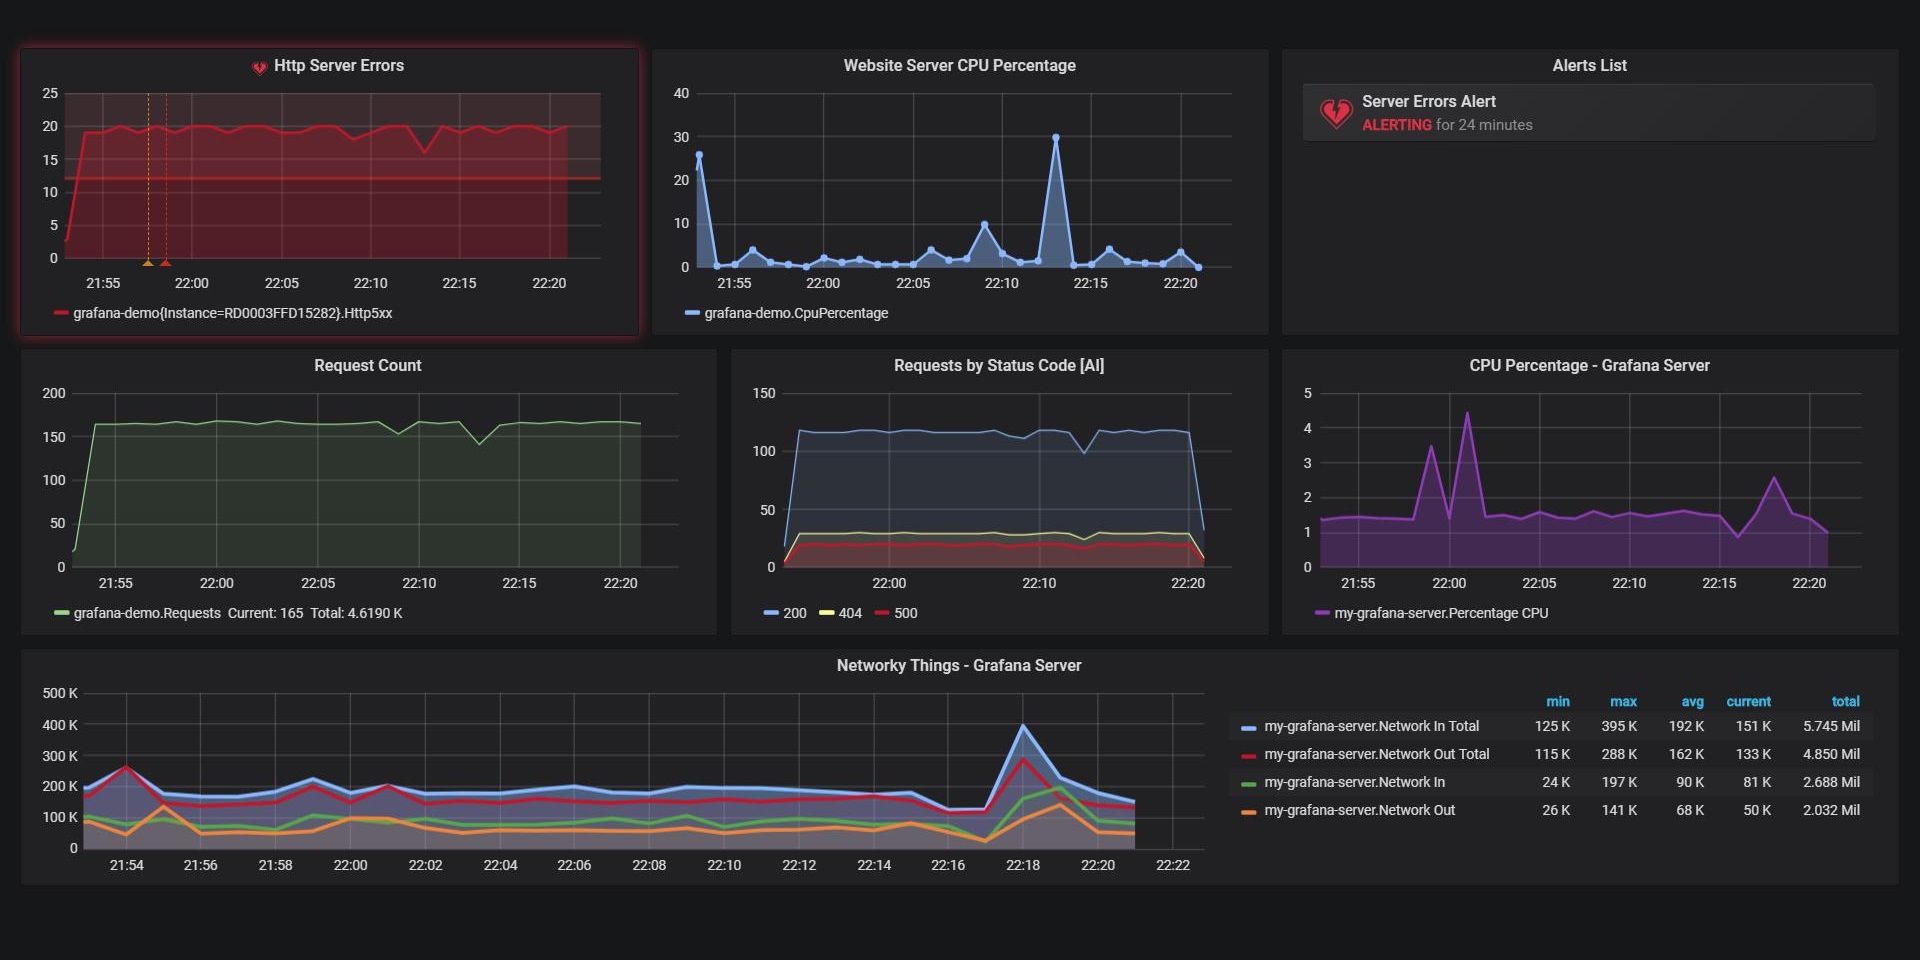 Http Server Errors
25
20
15
10
5
0
21:55 22:00 22:05 22:10 22:15 22:20
grafana-demo{Instance=RD0003FFD15282}.Http5xx
Website Server CPU Percentage
40
30
20
10
0
21:55 22:00 22:05 22:10 22:15 22:20
grafana-demo.CpuPercentage
Alerts List
Server Errors Alert
ALERTING for 24 minutes
Request Count
200
150
100
50
0
21:55 22:00 22:05 22:10 22:15 22:20
grafana-demo.Requests Current: 165 Total: 4.6190 K
Requests by Status Code [AI]
150
100
50
0
22:00 22:10 22:20
200 404 500
CPU Percentage - Grafana Server
5
4
3
2
1
0
21:55 22:00 22:05 22:10 22:15 22:20
my-grafana-server.Percentage CPU
Networky Things - Grafana Server
500 K
400 K
300 K
200 K
100 K
0
21:54 21:56 21:58 22:00 22:02 22:04 22:06 22:08 22:10 22:12 22:14 22:16 22:18 22:20 22:22
min max avg current total
my-grafana-server.Network In Total 125 K 395 K 192 K 151 K 5.745 Mil
my-grafana-server.Network Out Total 115 K 288 K 162 K 133 K 4.850 Mil
my-grafana-server.Network In 24 K 197 K 90 K 81 K 2.688 Mil
my-grafana-server.Network Out 26 K 141 K 68 K 50 K 2.032 Mil